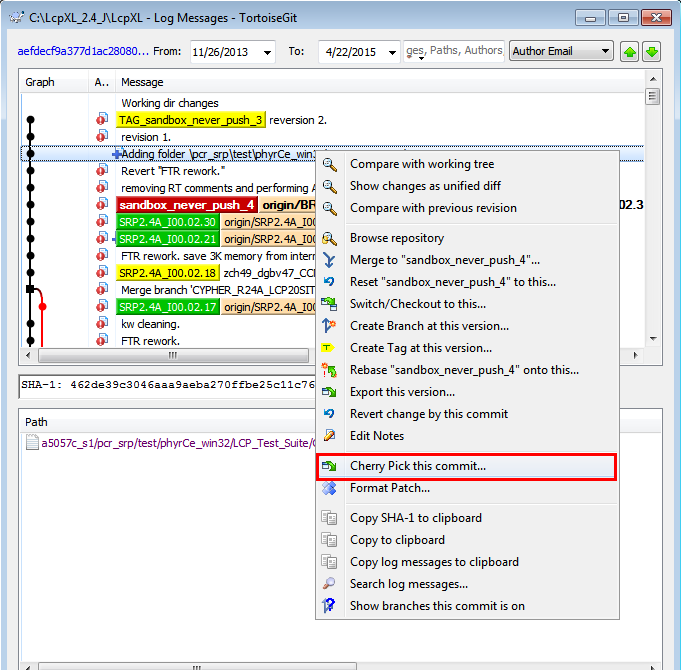 C:\LcpXL_2.4_J\LcpXL - Log Messages - TortoiseGit
aefdecf9a377d1ac28080... From: 11/26/2013 To: 4/22/2015 ges, Paths, Authors Author Email
Graph A.. Message
Working dir changes
TAG_sandbox_never_push_3 reversion 2.
revision 1.
Adding folder \pcr_srp\test\phyrCe_win32
Revert "FTR rework."
removing RT comments and performing
sandbox_never_push_4 origin/BR 02.3
SRP2.4A_I00.02.30 origin/SRP2.4A
SRP2.4A_I00.02.21 origin/SRP2.4A
FTR rework. save 3K memory from intern
SRP2.4A_I00.02.18 zch49_dgbv47_CC
Merge branch 'CYPHER_R24A_LCP20SIT
SRP2.4A_I00.02.17 origin/SRP2.4A
kw cleaning.
FTR rework.
SHA-1: 462de39c3046aaa9aeba270ffbe25c11c76
Path
a5057c_s1/pcr_srp/test/phyrCe_win32/LCP_Test_Suite/
Compare with working tree
Show changes as unified diff
Compare with previous revision
Browse repository
Merge to "sandbox_never_push_4"...
Reset "sandbox_never_push_4" to this...
Switch/Checkout to this...
Create Branch at this version...
Create Tag at this version...
Rebase "sandbox_never_push_4" onto this...
Export this version...
Revert change by this commit
Edit Notes
Cherry Pick this commit...
Format Patch...
Copy SHA-1 to clipboard
Copy to clipboard
Copy log messages to clipboard
Search log messages...
Show branches this commit is on